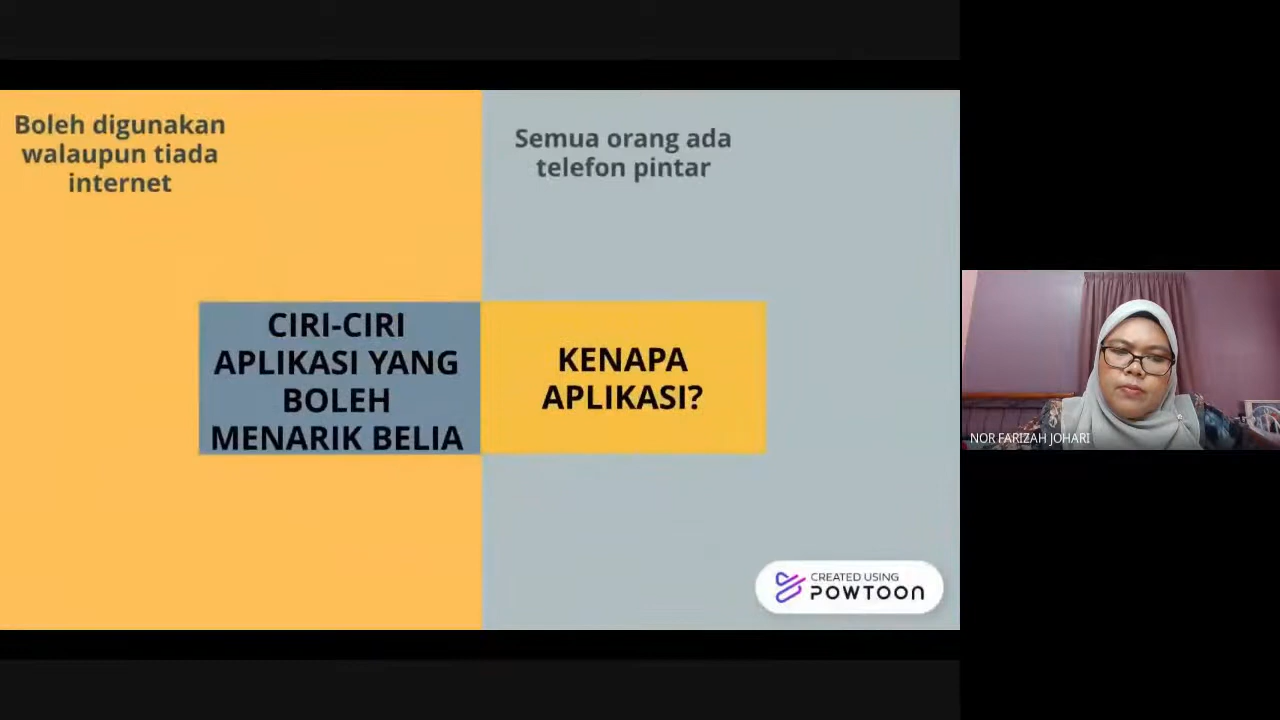 Boleh digunakan
walaupun tiada
internet
Semua orang ada
telefon pintar
CIRI-CIRI
APLIKASI YANG
BOLEH
MENARIK BELIA
KENAPA
APLIKASI?
CREATED USING
POWTOON
NOR FARIZAH JOHARI